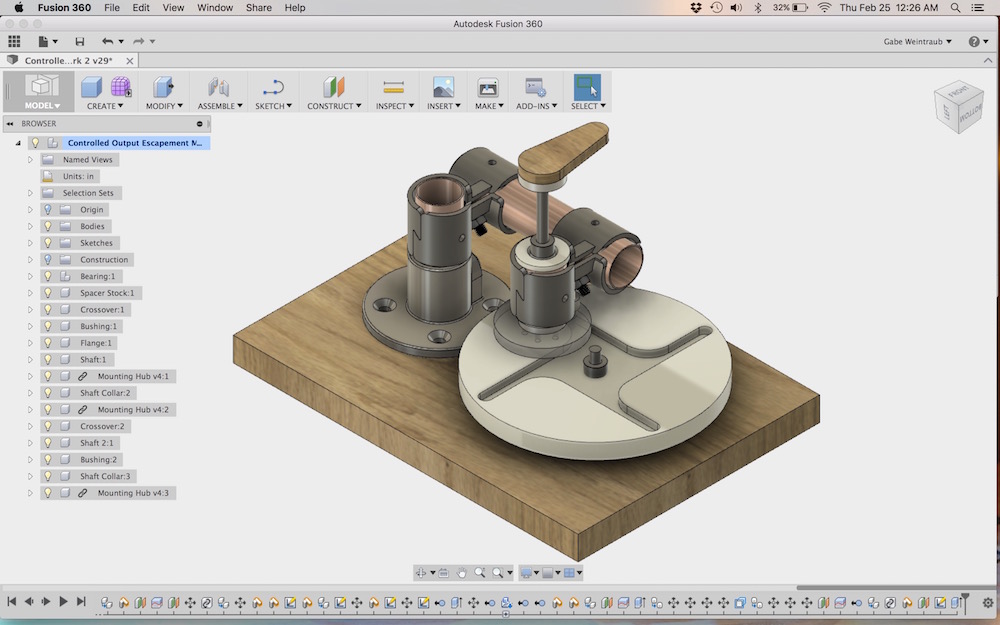 Fusion 360 File Edit View Window Share Help 32% Thu Feb 25 12:26 AM
Autodesk Fusion 360
Gabe Weintraub
Controlle...rk 2 v29*
MODEL CREATE MODIFY ASSEMBLE SKETCH CONSTRUCT INSPECT INSERT MAKE ADD-INS SELECT
BROWSER
Controlled Output Escapement M...
Named Views
Units: in
Selection Sets
Origin
Bodies
Sketches
Construction
Bearing:1
Spacer Stock:1
Crossover:1
Bushing:1
Flange:1
Shaft:1
Mounting Hub v4:1
Shaft Collar:2
Mounting Hub v4:2
Crossover:2
Shaft 2:1
Bushing:2
Shaft Collar:3
Mounting Hub v4:3
FRONT
BOTTOM